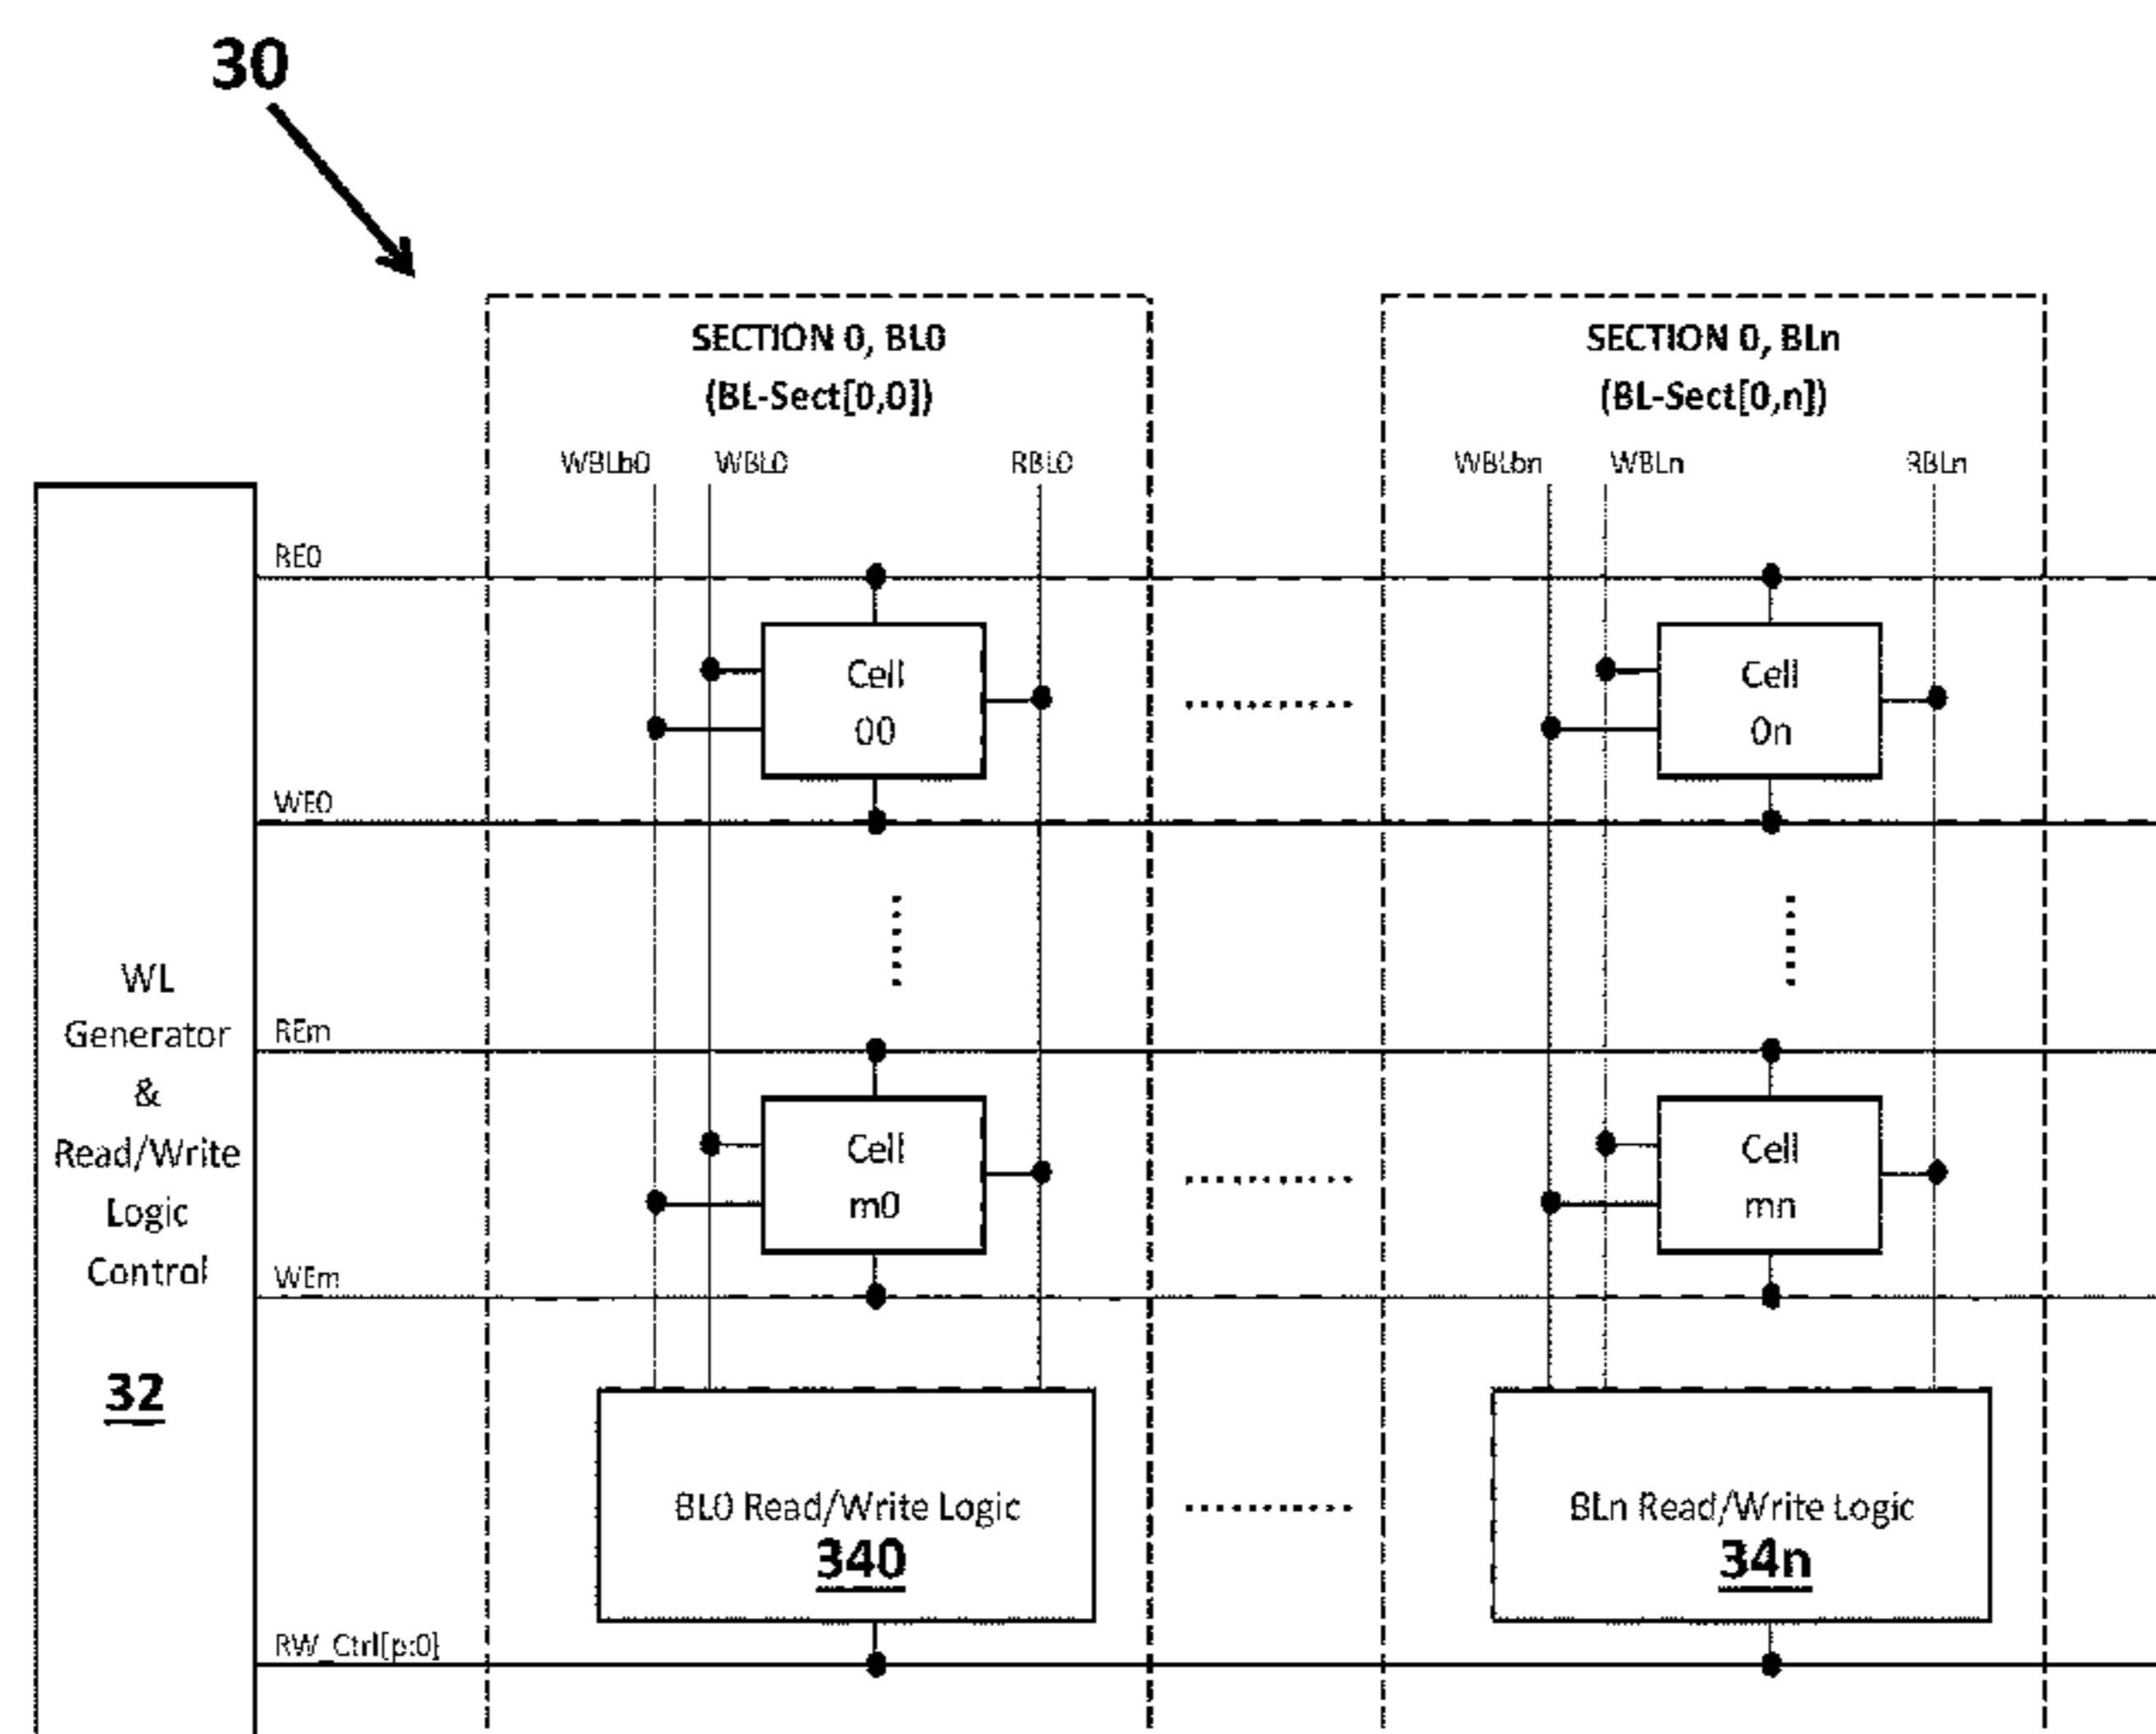 30
SECTION 0, BL0
(BL-Sect[0,0])
SECTION 0, BLn
(BL-Sect[0,n])
WBLb0
WBL0
RBL0
WBLbn
WBLn
RBLn
RE0
Cell
00
Cell
0n
WE0
WL
Generator
&
Read/Write
Logic
Control
32
REm
Cell
m0
Cell
mn
WEm
BL0 Read/Write Logic
340
BLn Read/Write Logic
34n
RW_Ctrl[p:0]